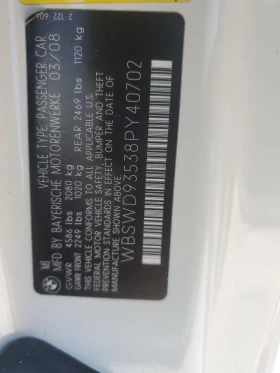 2 122
VEHICLE TYPE: PASSENGER CAR
MFD BY BAYERISCHE MOTORENWERKE 03/08
GVWR 4586 lbs 2080 kg
GAWR FRONT 2249 lbs 1020 kg REAR 2469 lbs 1120 kg
THIS VEHICLE CONFORMS TO ALL APPLICABLE
FEDERAL MOTOR VEHICLE SAFETY, BUMPER, AND THEFT
PREVENTION STANDARDS IN EFFECT ON THE DATE OF
MANUFACTURE SHOWN ABOVE.
WBSWD93538PY40702